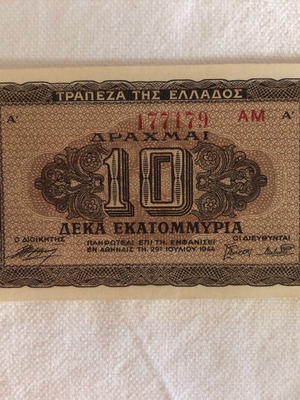 ΤΡΑΠΕΖΑ ΤΗΣ ΕΛΛΑΔΟΣ
Α' 177179 ΑΜ Α'
ΔΡΑΧΜΑΙ
10
ΔΕΚΑ ΕΚΑΤΟΜΜΥΡΙΑ
Ο ΔΙΟΙΚΗΤΗΣ ΠΛΗΡΩΤΕΑΙ ΕΠΙ ΤΗ ΕΜΦΑΝΙΣΕΙ ΟΙ ΔΙΕΥΘΥΝΤΑΙ
ΕΝ ΑΘΗΝΑΙΣ ΤΗ 29ῃ ΙΟΥΛΙΟΥ 1944